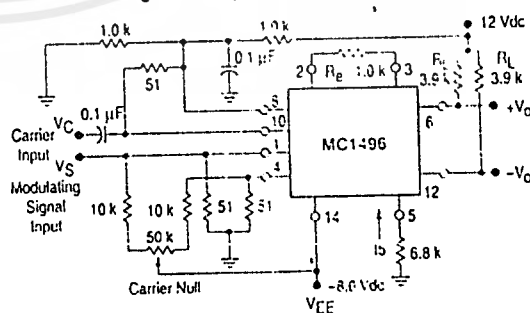 1.0 k
1.0 k
12 Vdc
0.1 µF
51
2
Re
1.0 k
3
3.9 k
RL
3.9 k
0.1 µF
VC
Carrier
Input
8
10
1
4
MC1496
6
+Vo
VS
Modulating
Signal
Input
12
–Vo
10 k
10 k
51
51
14
5
I5
50 k
6.8 k
Carrier Null
–8.0 Vdc
VEE